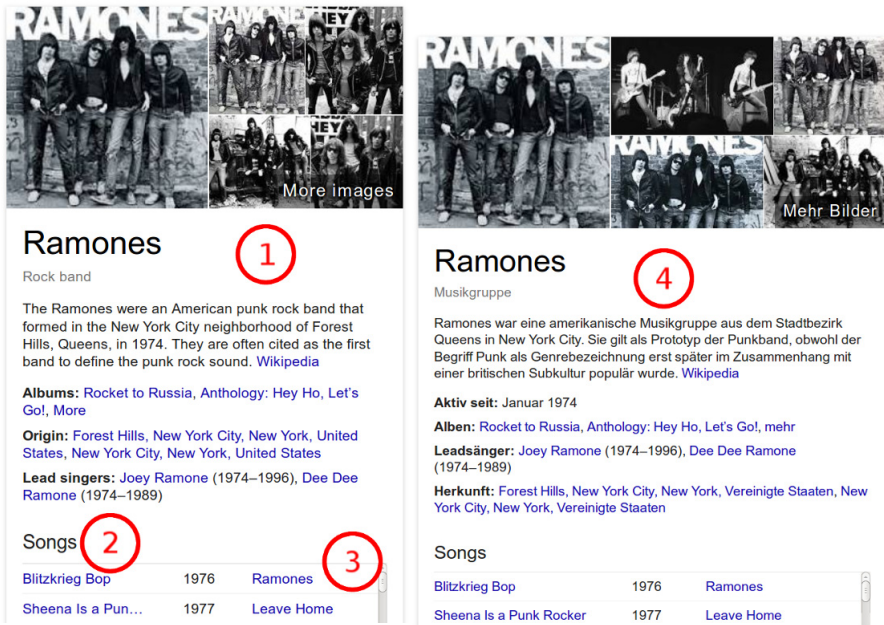 RAMONES
HEY
HEY
More images
Ramones
1
Rock band
The Ramones were an American punk rock band that
formed in the New York City neighborhood of Forest
Hills, Queens, in 1974. They are often cited as the first
band to define the punk rock sound. Wikipedia
Albums: Rocket to Russia, Anthology: Hey Ho, Let's
Go!, More
Origin: Forest Hills, New York City, New York, United
States, New York City, New York, United States
Lead singers: Joey Ramone (1974–1996), Dee Dee
Ramone (1974–1989)
Songs
2
3
Blitzkrieg Bop 1976 Ramones
Sheena Is a Pun... 1977 Leave Home
RAMONES
RAMONES
Mehr Bilder
Ramones
4
Musikgruppe
Ramones war eine amerikanische Musikgruppe aus dem Stadtbezirk
Queens in New York City. Sie gilt als Prototyp der Punkband, obwohl der
Begriff Punk als Genrebezeichnung erst später im Zusammenhang mit
einer britischen Subkultur populär wurde. Wikipedia
Aktiv seit: Januar 1974
Alben: Rocket to Russia, Anthology: Hey Ho, Let's Go!, mehr
Leadsänger: Joey Ramone (1974–1996), Dee Dee Ramone
(1974–1989)
Herkunft: Forest Hills, New York City, New York, Vereinigte Staaten, New
York City, New York, Vereinigte Staaten
Songs
Blitzkrieg Bop 1976 Ramones
Sheena Is a Punk Rocker 1977 Leave Home